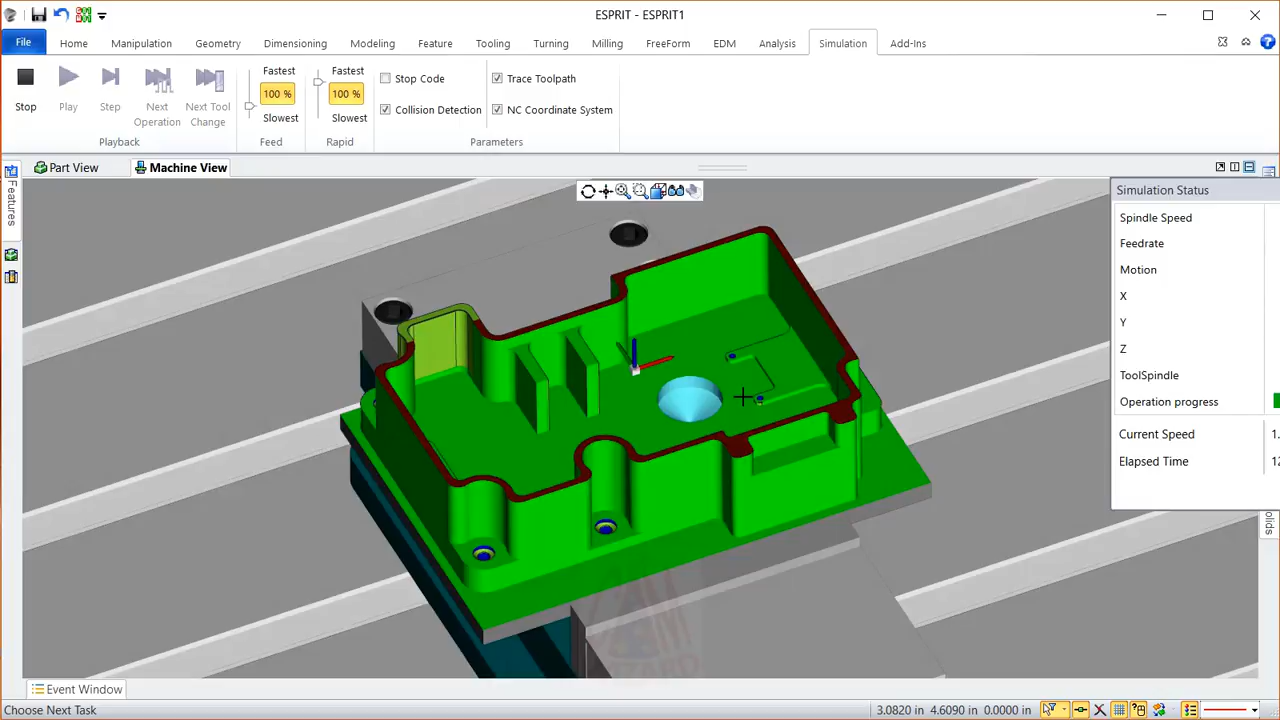 ESPRIT - ESPRIT1
File Home Manipulation Geometry Dimensioning Modeling Feature Tooling Turning Milling FreeForm EDM Analysis Simulation Add-Ins
Fastest Fastest Stop Code Trace Toolpath
100 % 100 %
Stop Play Step Next Operation Next Tool Change Slowest Slowest Collision Detection NC Coordinate System
Playback Feed Rapid Parameters
Part View Machine View
Features
Simulation Status
Spindle Speed
Feedrate
Motion
X
Y
Z
ToolSpindle
Operation progress
Current Speed 1.
Elapsed Time 12
Event Window
Choose Next Task 3.0820 in 4.6090 in 0.0000 in